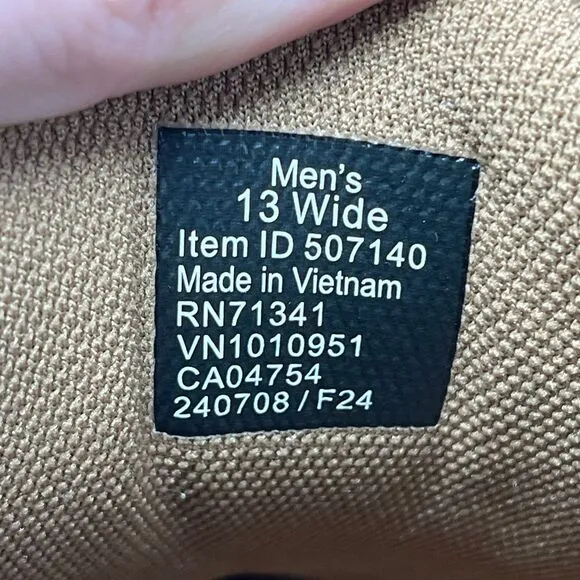 Men's
13 Wide
Item ID 507140
Made in Vietnam
RN71341
VN1010951
CA04754
240708 / F24